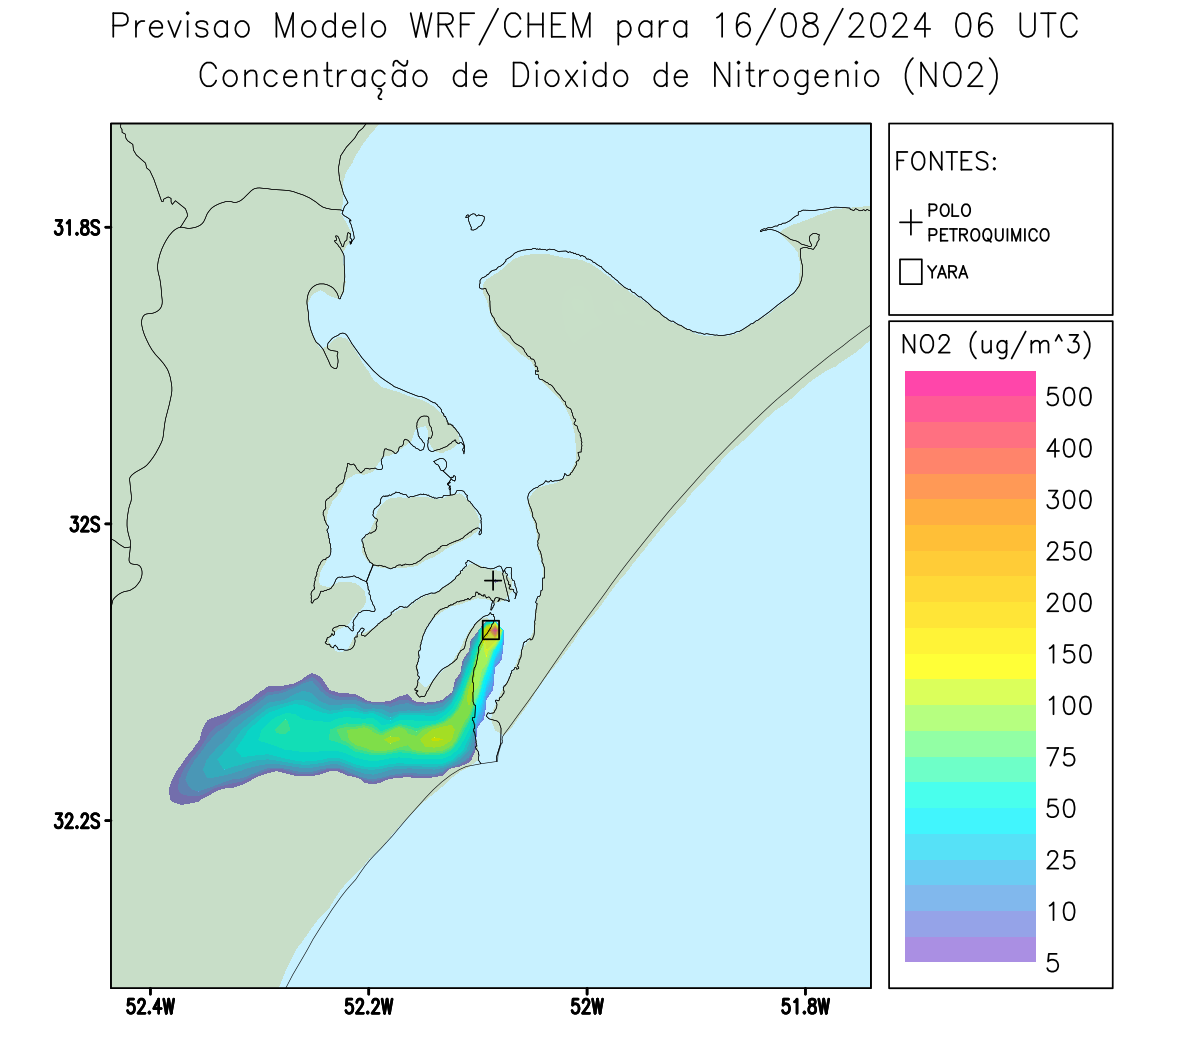 Previsao Modelo WRF/CHEM para 16/08/2024 06 UTC
Concentração de Dioxido de Nitrogenio (NO2)
FONTES:
POLO
PETROQUIMICO
YARA
NO2 (ug/m^3)
500
400
300
250
200
150
100
75
50
25
10
5
31.8S
32S
32.2S
52.4W
52.2W
52W
51.8W